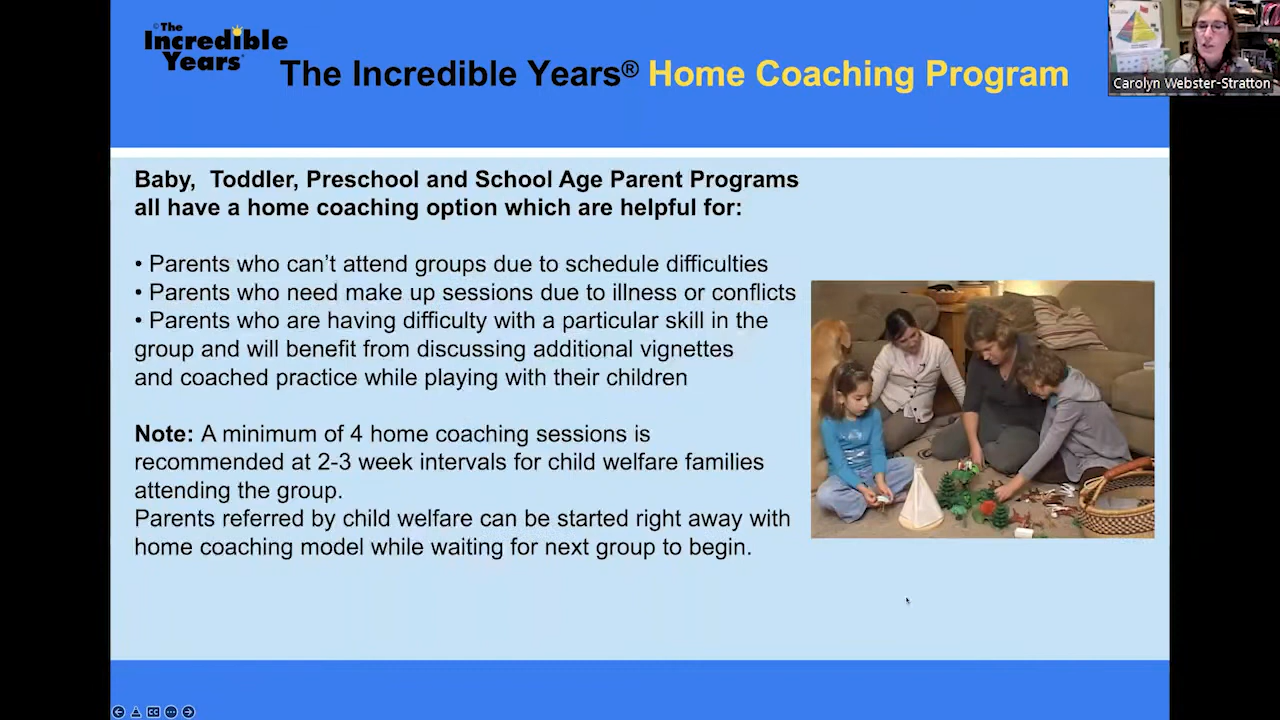 ©The
Incredible
Years®
The Incredible Years® Home Coaching Program
Carolyn Webster-Stratton
Baby, Toddler, Preschool and School Age Parent Programs
all have a home coaching option which are helpful for:
• Parents who can’t attend groups due to schedule difficulties
• Parents who need make up sessions due to illness or conflicts
• Parents who are having difficulty with a particular skill in the
group and will benefit from discussing additional vignettes
and coached practice while playing with their children
Note: A minimum of 4 home coaching sessions is
recommended at 2-3 week intervals for child welfare families
attending the group.
Parents referred by child welfare can be started right away with
home coaching model while waiting for next group to begin.
CC